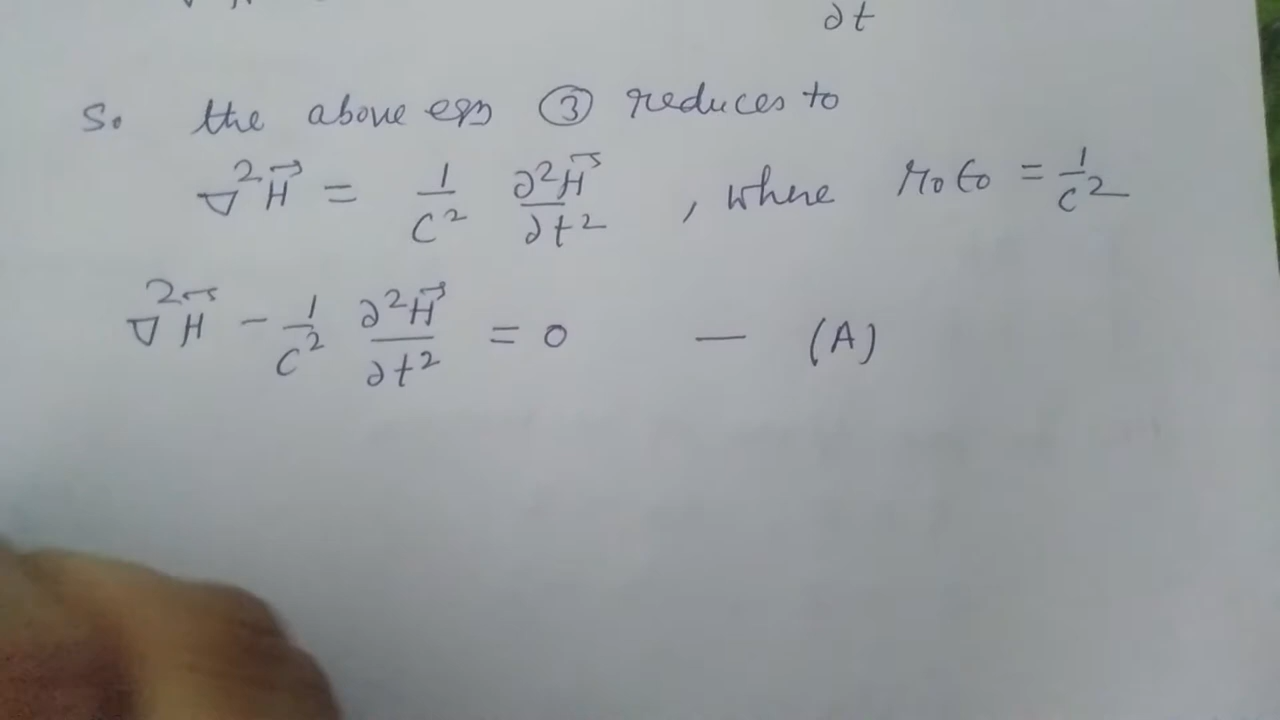 ∂t
So the above eqn ③ reduces to
∇²H⃗ = 1/c² ∂²H⃗/∂t² , where μ₀ε₀ = 1/c²
∇²H⃗ - 1/c² ∂²H⃗/∂t² = 0 — (A)